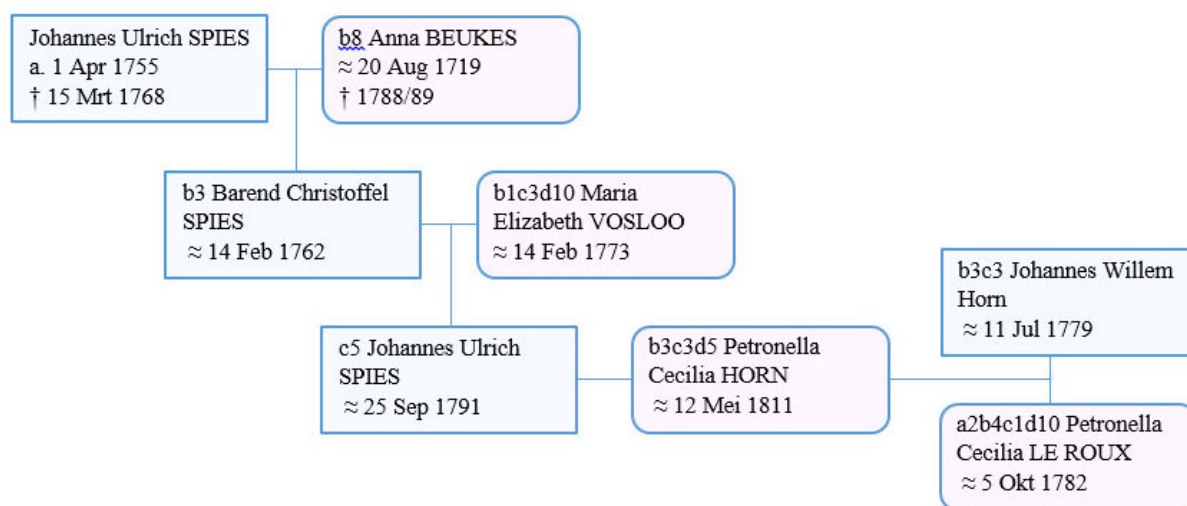 Johannes Ulrich SPIES
a. 1 Apr 1755
† 15 Mrt 1768
b8 Anna BEUKES
≈ 20 Aug 1719
† 1788/89
b3 Barend Christoffel
SPIES
≈ 14 Feb 1762
b1c3d10 Maria
Elizabeth VOSLOO
≈ 14 Feb 1773
b3c3 Johannes Willem
Horn
≈ 11 Jul 1779
c5 Johannes Ulrich
SPIES
≈ 25 Sep 1791
b3c3d5 Petronella
Cecilia HORN
≈ 12 Mei 1811
a2b4c1d10 Petronella
Cecilia LE ROUX
≈ 5 Okt 1782